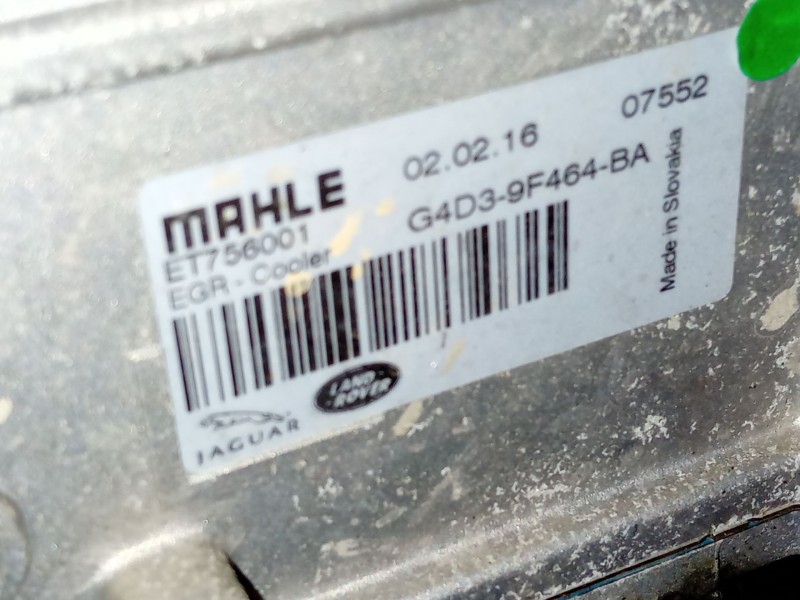 MAHLE 02.02.16 07552
ET756001 G4D3-9F464-BA
EGR - Cooler
Made in Slovakia
JAGUAR
LAND
ROVER